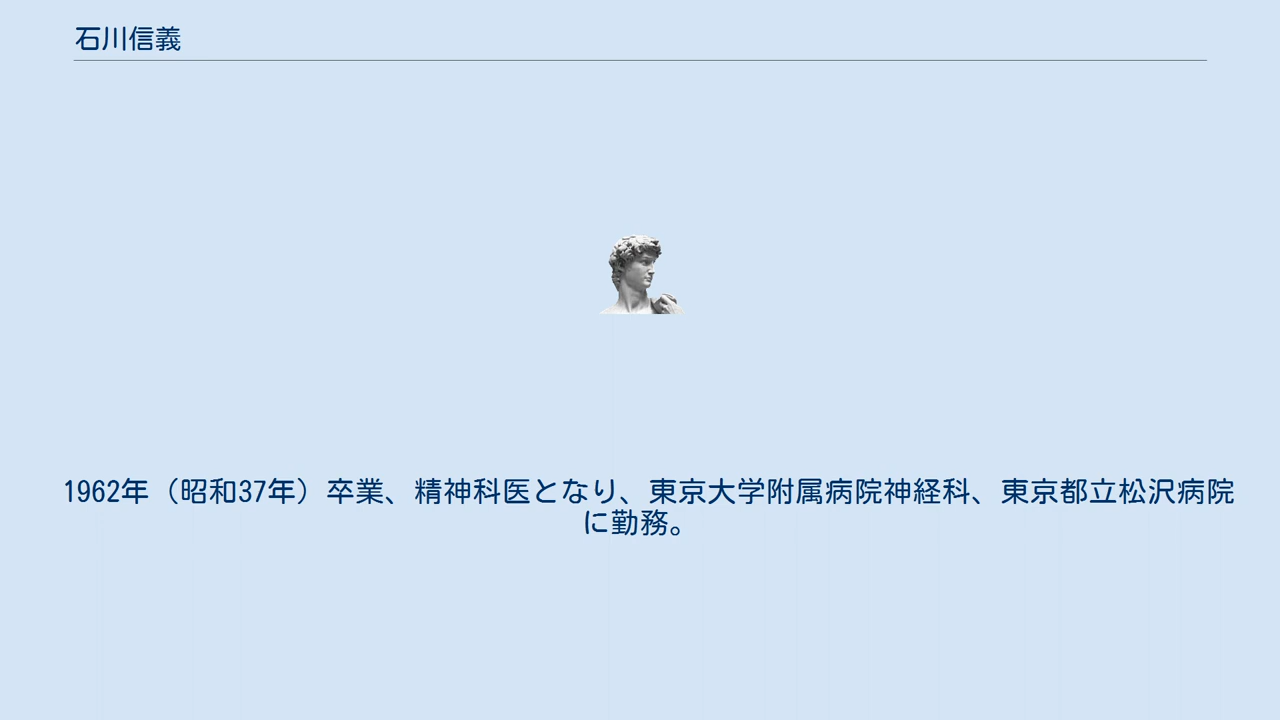 石川信義
1962年（昭和37年）卒業、精神科医となり、東京大学附属病院神経科、東京都立松沢病院
に勤務。